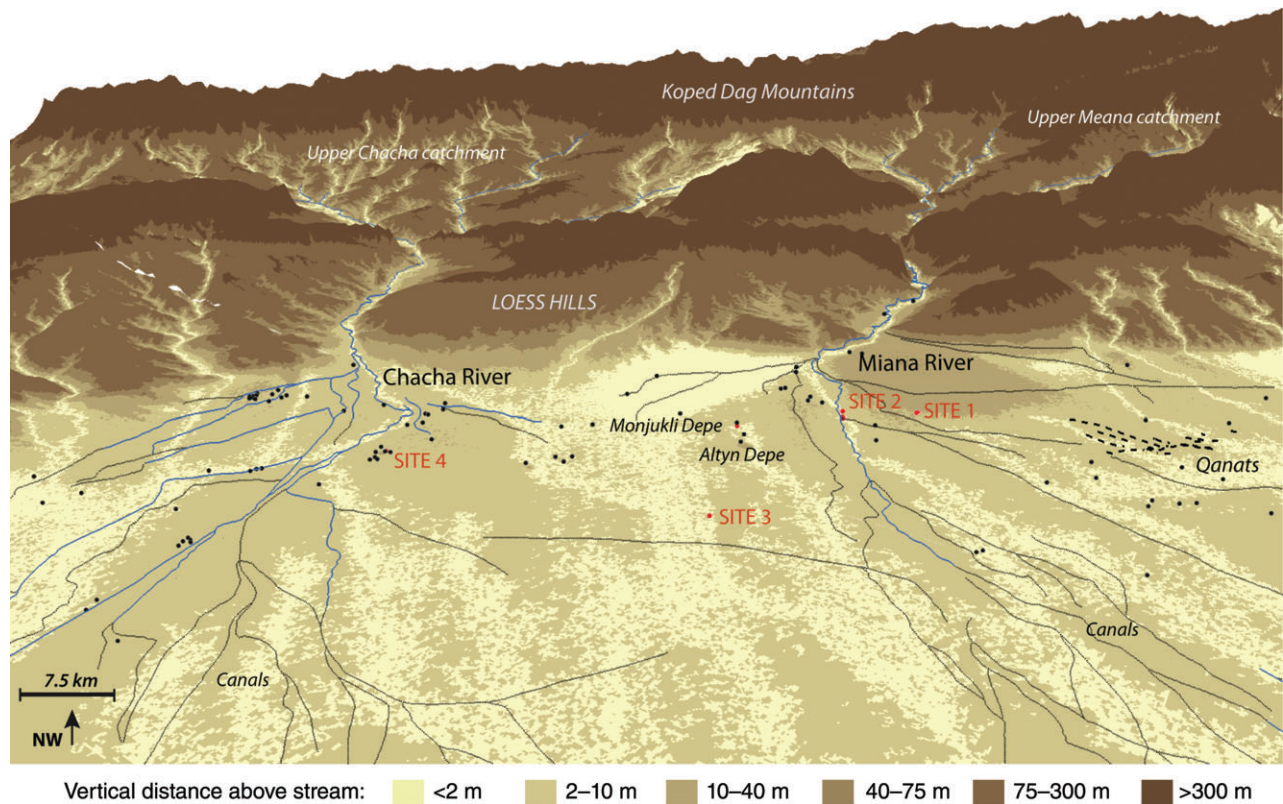 Koped Dag Mountains
Upper Meana catchment
Upper Chacha catchment
LOESS HILLS
Miana River
Chacha River
SITE 2
SITE 1
Monjukli Depe
Altyn Depe
SITE 4
Qanats
SITE 3
Canals
Canals
7.5 km
NW
Vertical distance above stream: <2 m 2–10 m 10–40 m 40–75 m 75–300 m >300 m